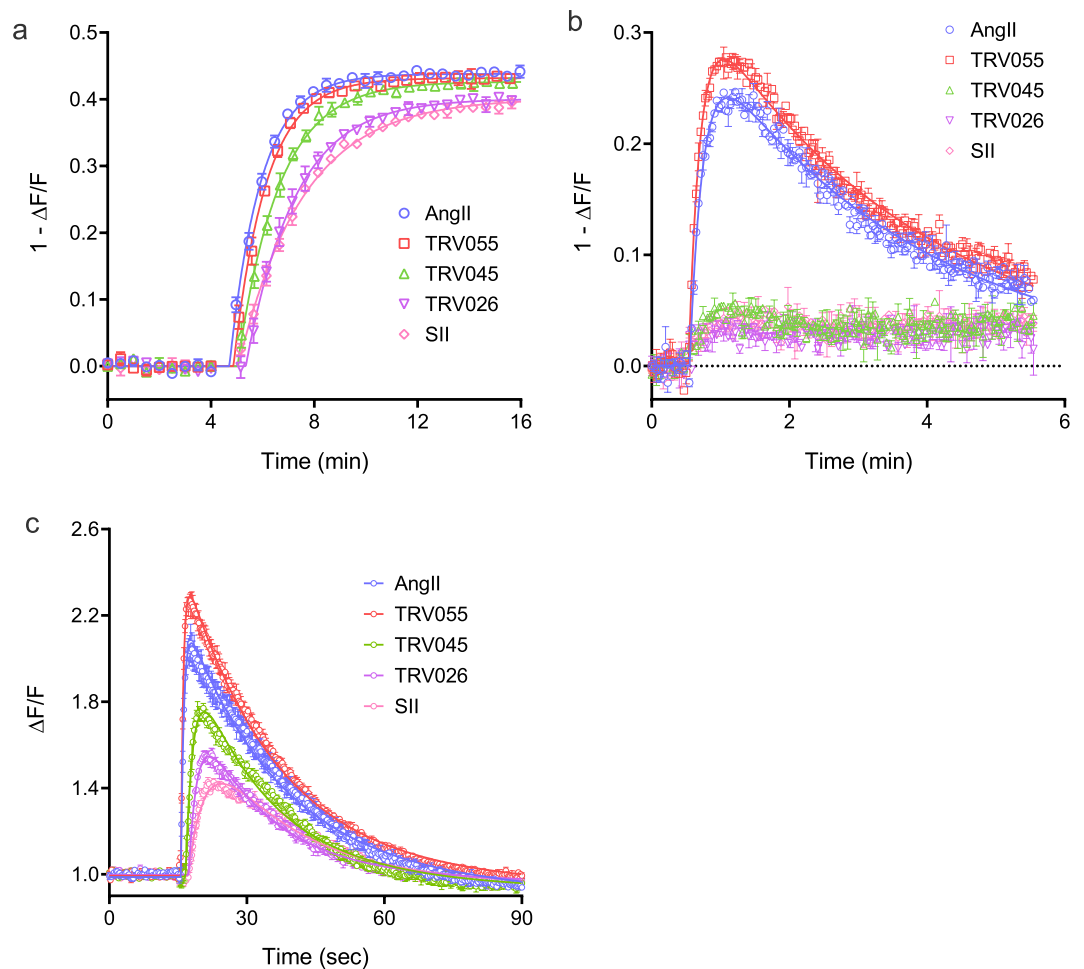 a
0.5
0.4
0.3
0.2
0.1
0.0
1 - ΔF/F
0
4
8
12
16
Time (min)
AngII
TRV055
TRV045
TRV026
SII
b
0.3
0.2
0.1
0.0
1 - ΔF/F
0
2
4
6
Time (min)
AngII
TRV055
TRV045
TRV026
SII
c
2.6
2.2
1.8
1.4
1.0
ΔF/F
0
30
60
90
Time (sec)
AngII
TRV055
TRV045
TRV026
SII